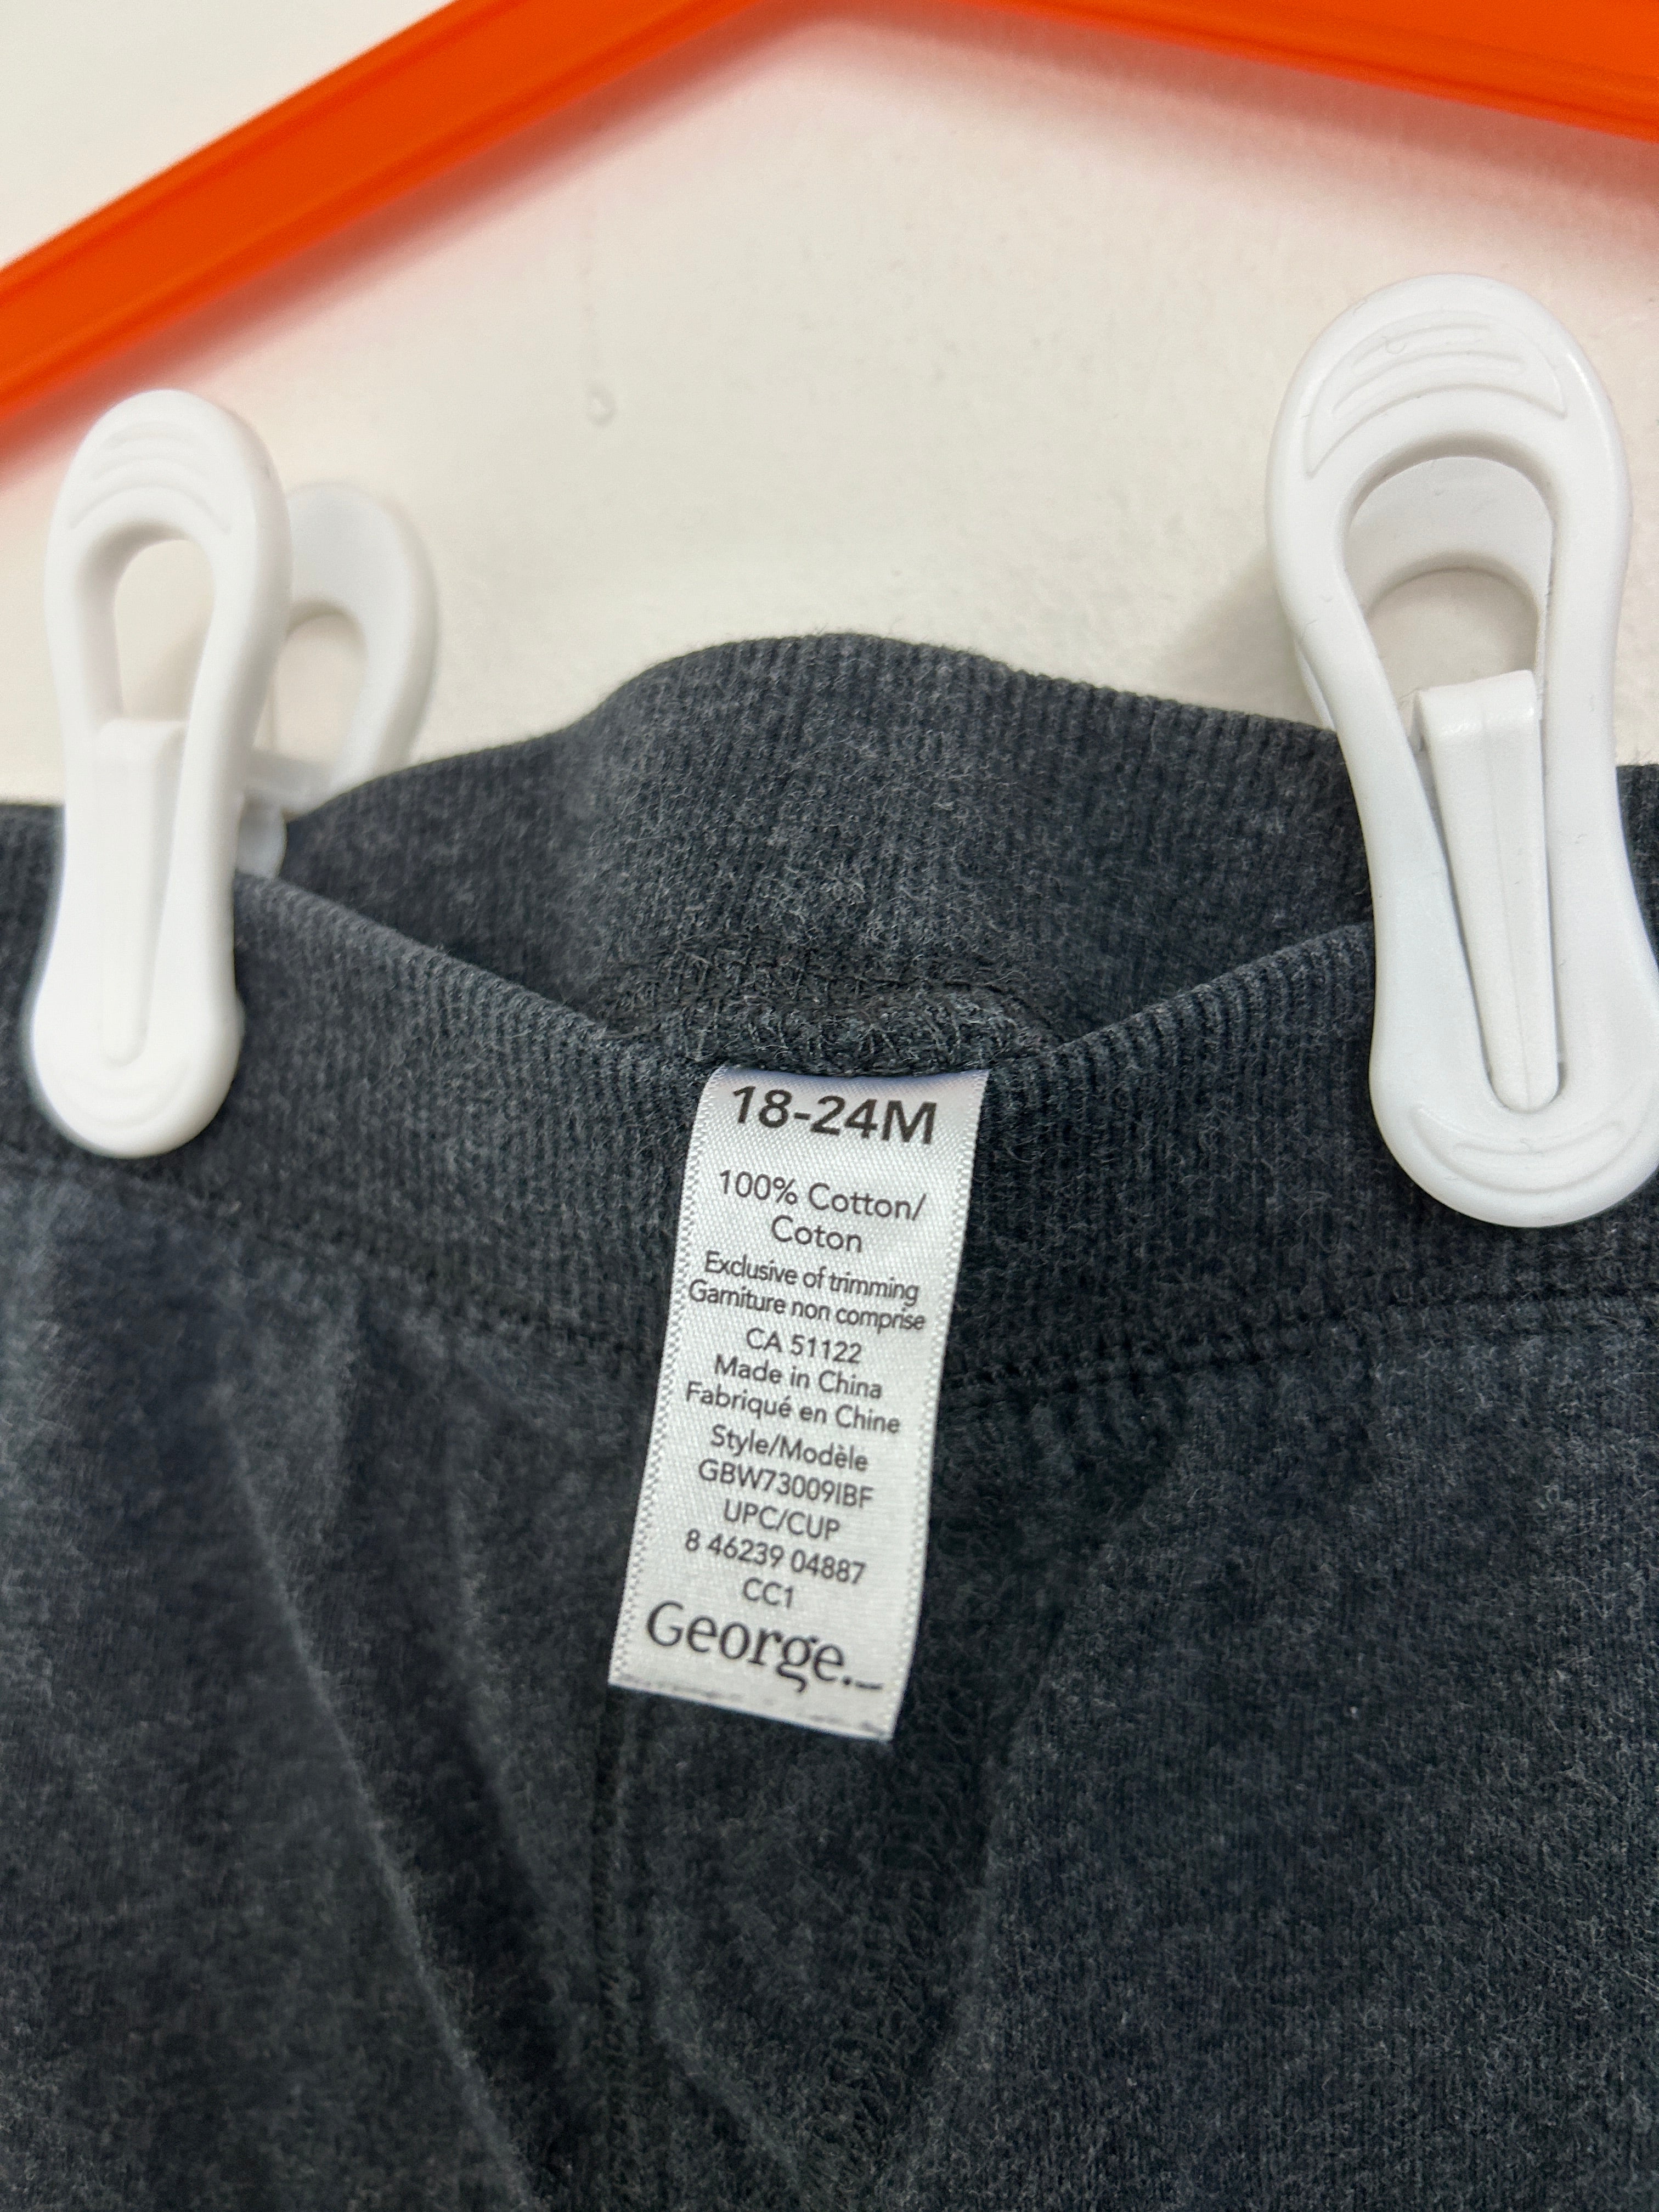 18-24M
100% Cotton/
Coton
Exclusive of trimming
Garniture non comprise
CA 51122
Made in China
Fabriqué en Chine
Style/Modèle
GBW73009IBF
UPC/CUP
8 46239 04887
CC1
George.